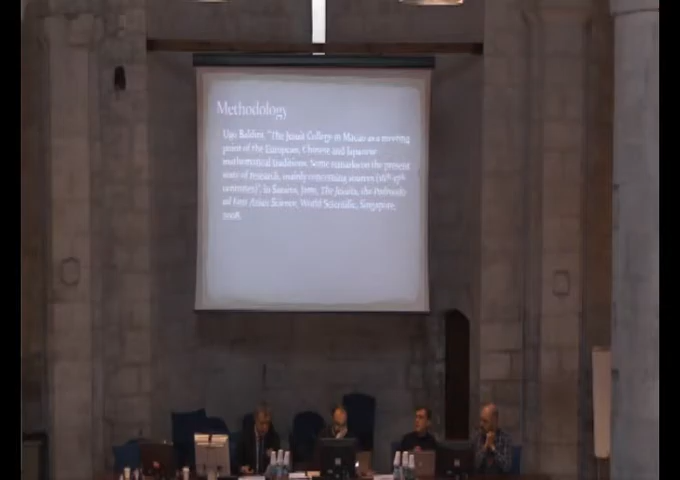 Methodology
Ugo Baldini, "The Jesuit College in Macao as a meeting
point of the European, Chinese and Japanese
mathematical traditions. Some remarks on the present
state of research, mainly concerning sources (16th-17th
centuries)", in Saraiva, Jami, The Jesuits, the Padroado
ad East Asian Science, World Scientific, Singapore,
2008.